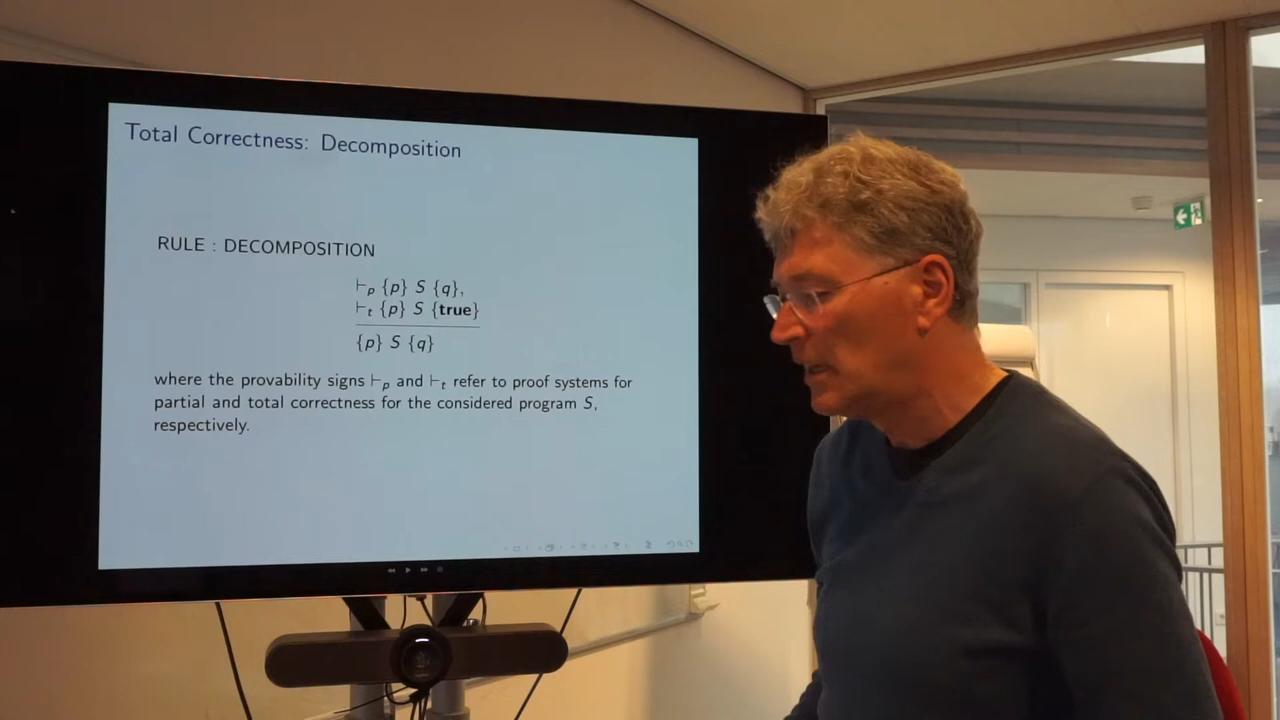 Total Correctness: Decomposition
RULE : DECOMPOSITION
⊢p {p} S {q},
⊢t {p} S {true}
{p} S {q}
where the provability signs ⊢p and ⊢t refer to proof systems for
partial and total correctness for the considered program S,
respectively.